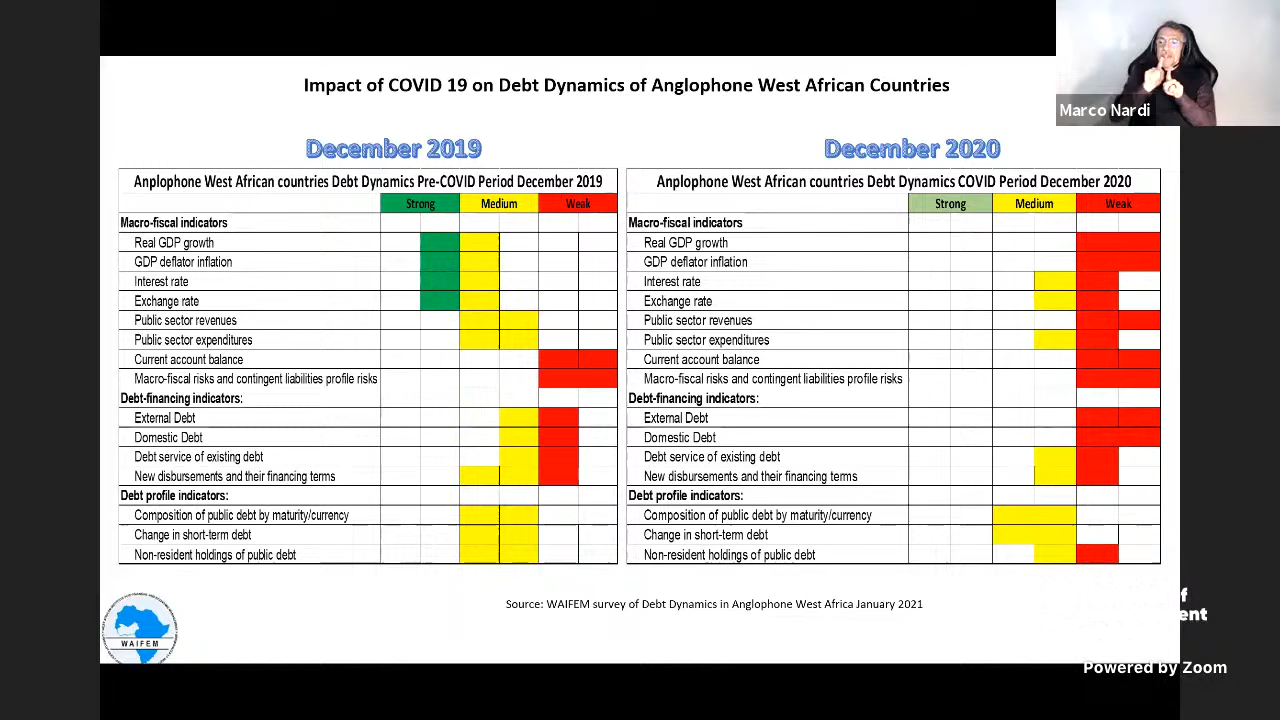 Impact of COVID 19 on Debt Dynamics of Anglophone West African Countries
Marco Nardi
December 2019
Anplophone West African countries Debt Dynamics Pre-COVID Period December 2019
Strong Medium Weak
Macro-fiscal indicators
Real GDP growth
GDP deflator inflation
Interest rate
Exchange rate
Public sector revenues
Public sector expenditures
Current account balance
Macro-fiscal risks and contingent liabilities profile risks
Debt-financing indicators:
External Debt
Domestic Debt
Debt service of existing debt
New disbursements and their financing terms
Debt profile indicators:
Composition of public debt by maturity/currency
Change in short-term debt
Non-resident holdings of public debt
December 2020
Anplophone West African countries Debt Dynamics COVID Period December 2020
Strong Medium Weak
Macro-fiscal indicators
Real GDP growth
GDP deflator inflation
Interest rate
Exchange rate
Public sector revenues
Public sector expenditures
Current account balance
Macro-fiscal risks and contingent liabilities profile risks
Debt-financing indicators:
External Debt
Domestic Debt
Debt service of existing debt
New disbursements and their financing terms
Debt profile indicators:
Composition of public debt by maturity/currency
Change in short-term debt
Non-resident holdings of public debt
Source: WAIFEM survey of Debt Dynamics in Anglophone West Africa January 2021
WAIFEM
Powered by Zoom